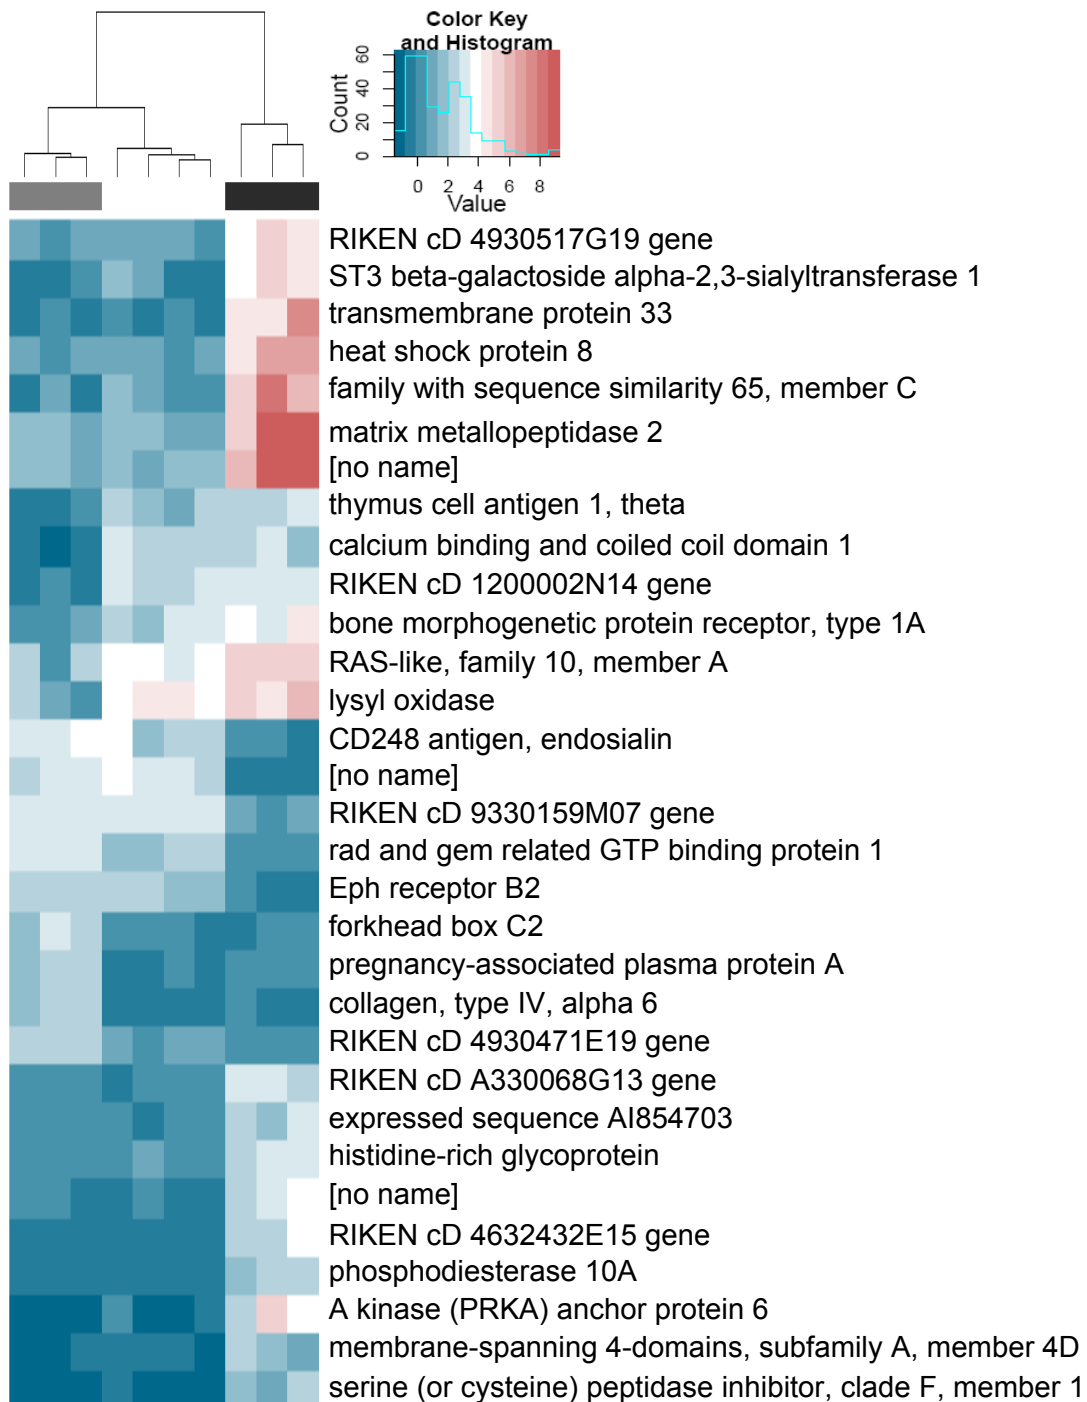 Color Key
and Histogram
Count
0 20 40 60
0 2 4 6 8
Value
RIKEN cD 4930517G19 gene
ST3 beta-galactoside alpha-2,3-sialyltransferase 1
transmembrane protein 33
heat shock protein 8
family with sequence similarity 65, member C
matrix metallopeptidase 2
[no name]
thymus cell antigen 1, theta
calcium binding and coiled coil domain 1
RIKEN cD 1200002N14 gene
bone morphogenetic protein receptor, type 1A
RAS-like, family 10, member A
lysyl oxidase
CD248 antigen, endosialin
[no name]
RIKEN cD 9330159M07 gene
rad and gem related GTP binding protein 1
Eph receptor B2
forkhead box C2
pregnancy-associated plasma protein A
collagen, type IV, alpha 6
RIKEN cD 4930471E19 gene
RIKEN cD A330068G13 gene
expressed sequence AI854703
histidine-rich glycoprotein
[no name]
RIKEN cD 4632432E15 gene
phosphodiesterase 10A
A kinase (PRKA) anchor protein 6
membrane-spanning 4-domains, subfamily A, member 4D
serine (or cysteine) peptidase inhibitor, clade F, member 1